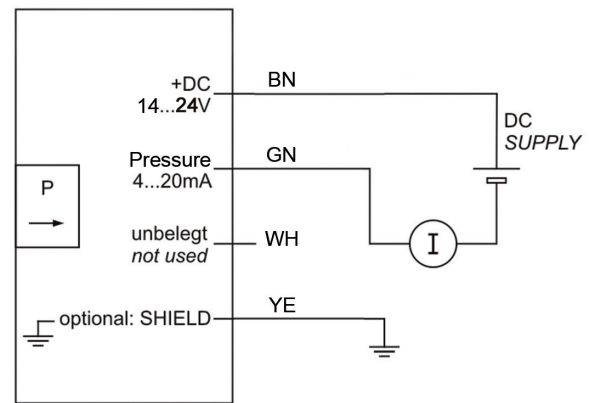 +DC
14...24V
BN
DC
SUPPLY
Pressure
4...20mA
GN
P
I
unbelegt
not used
WH
optional: SHIELD
YE